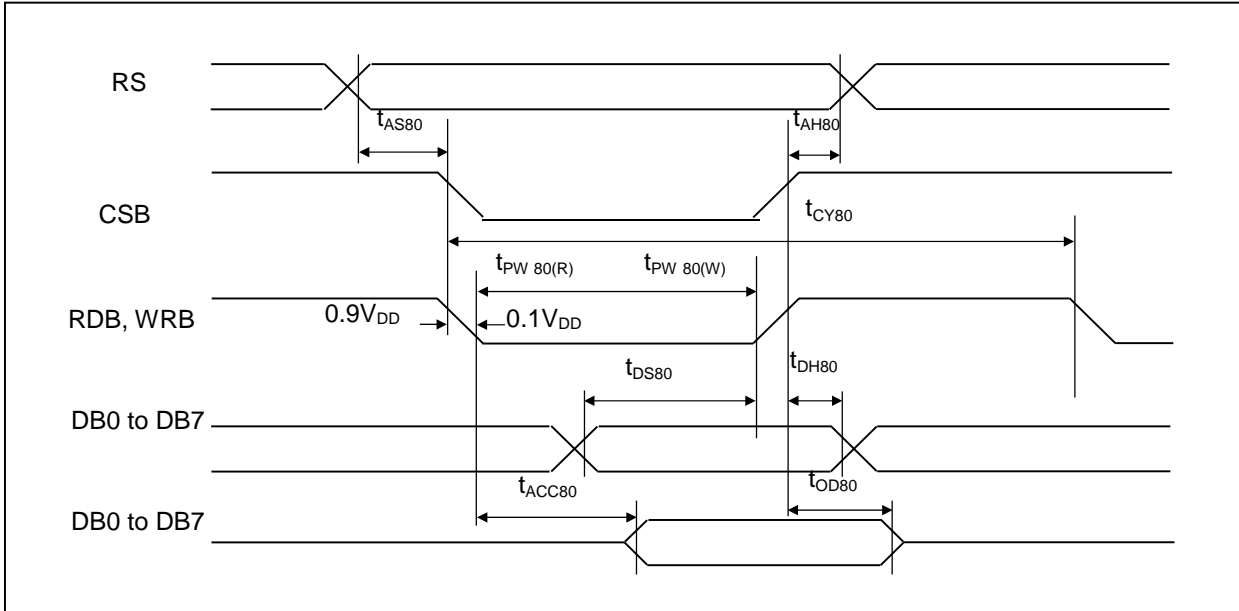 RS
tAS80
tAH80
CSB
tCY80
tPW 80(R)
tPW 80(W)
RDB, WRB
0.9VDD
0.1VDD
tDS80
tDH80
DB0 to DB7
tACC80
tOD80
DB0 to DB7